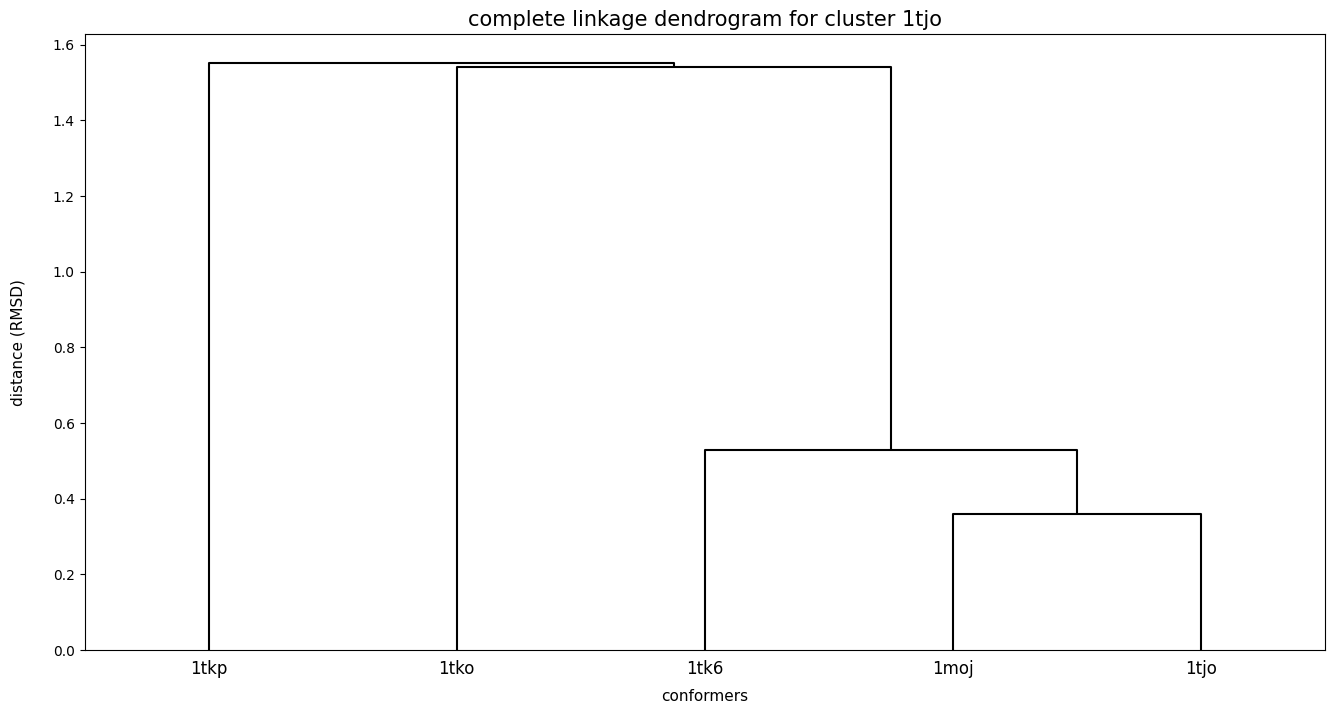 complete linkage dendrogram for cluster 1tjo
1.6
1.4
1.2
1.0
0.8
0.6
0.4
0.2
0.0
distance (RMSD)
1tkp 1tko 1tk6 1moj 1tjo
conformers